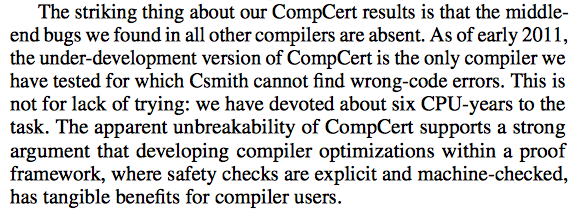 The striking thing about our CompCert results is that the middle-
end bugs we found in all other compilers are absent. As of early 2011,
the under-development version of CompCert is the only compiler we
have tested for which Csmith cannot find wrong-code errors. This is
not for lack of trying: we have devoted about six CPU-years to the
task. The apparent unbreakability of CompCert supports a strong
argument that developing compiler optimizations within a proof
framework, where safety checks are explicit and machine-checked,
has tangible benefits for compiler users.